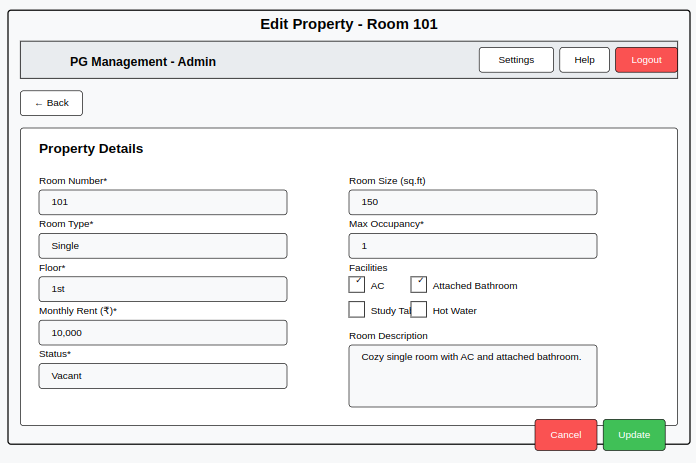 Edit Property - Room 101
PG Management - Admin
Settings
Help
Logout
← Back
Property Details
Room Number*
101
Room Type*
Single
Floor*
1st
Monthly Rent (₹)*
10,000
Status*
Vacant
Room Size (sq.ft)
150
Max Occupancy*
1
Facilities
✓ AC
✓ Attached Bathroom
Study Tal
Hot Water
Room Description
Cozy single room with AC and attached bathroom.
Cancel
Update